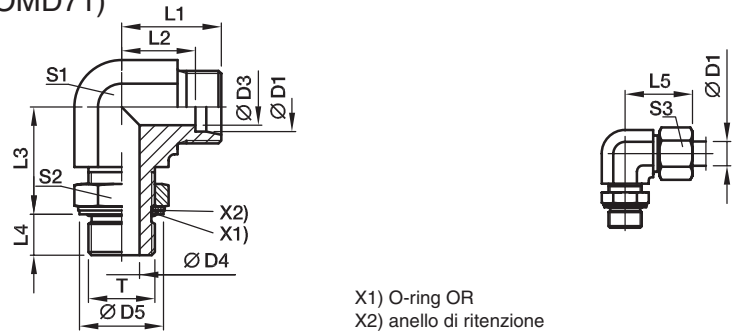 OMD71)
L1
L2
S1
Ø D3
Ø D1
L3
S2
X2)
X1)
L4
Ø D4
T
Ø D5
L5
S3
Ø D1
X1) O-ring OR
X2) anello di ritenzione